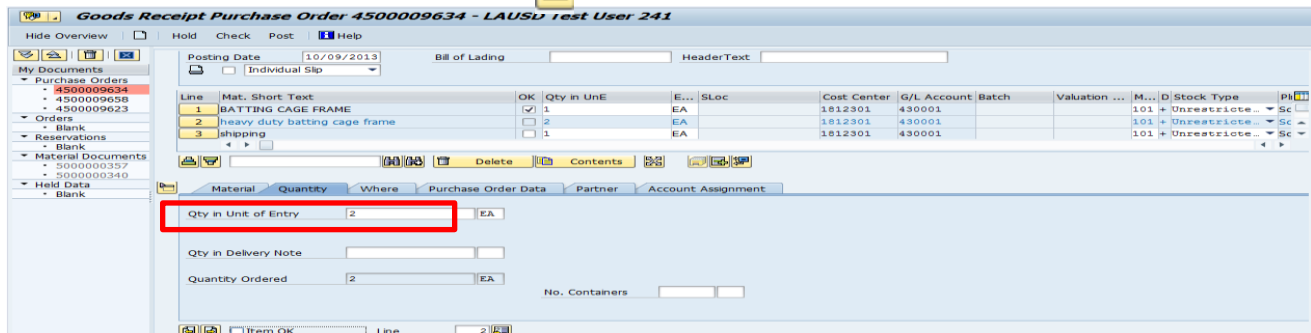 Goods Receipt Purchase Order 4500009634 - LAUSD Test User 241
Hide Overview Hold Check Post Help
Posting Date 10/09/2013 Bill of Lading HeaderText
Individual Slip
My Documents
Purchase Orders
4500009634
4500009658
4500009623
Orders
Blank
Reservations
Blank
Material Documents
5000000357
5000000340
Held Data
Blank
Line Mat. Short Text OK Qty in UnE E... SLoc Cost Center G/L Account Batch Valuation ... M... D Stock Type
1 BATTING CAGE FRAME 1 EA 1812301 430001 101 + Unrestricte... Sc
2 heavy duty batting cage frame 2 EA 1812301 430001 101 + Unrestricte... Sc
3 shipping 1 EA 1812301 430001 101 + Unrestricte... Sc
Delete Contents
Material Quantity Where Purchase Order Data Partner Account Assignment
Qty in Unit of Entry 2 EA
Qty in Delivery Note
Quantity Ordered 2 EA
No. Containers
Item OK Line 2